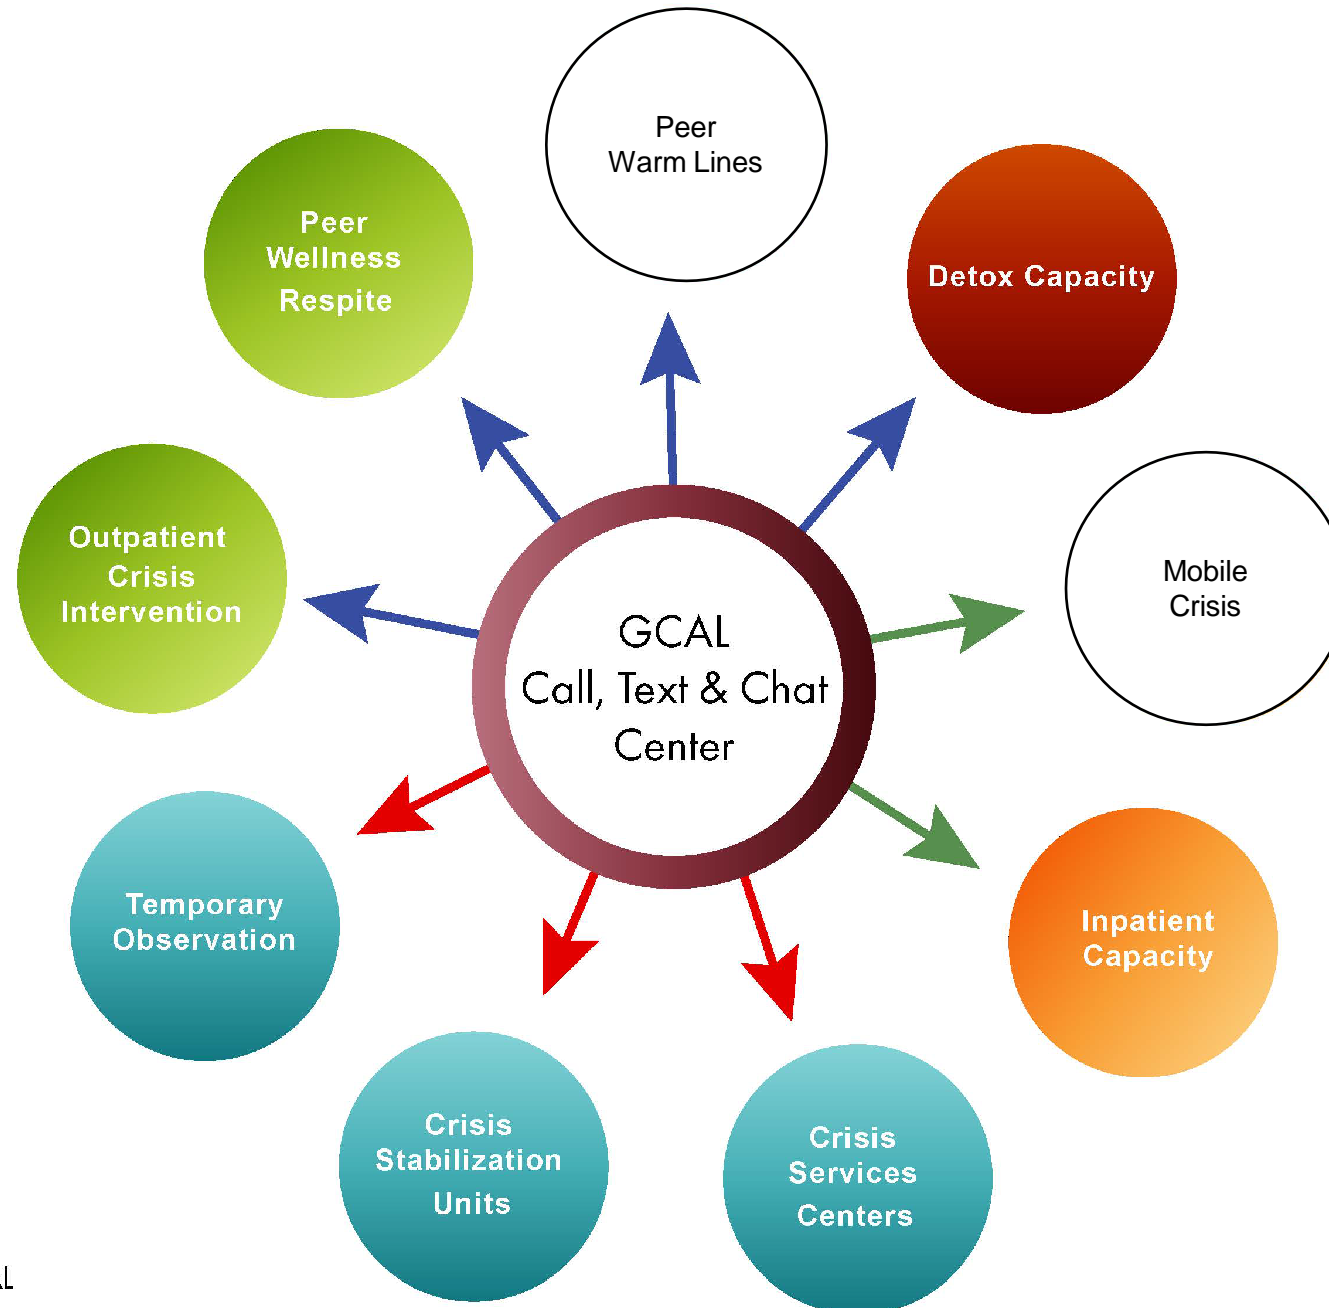 Peer
Warm Lines
Peer
Wellness
Respite
Detox Capacity
Outpatient
Crisis
Intervention
Mobile
Crisis
GCAL
Call, Text & Chat
Center
Temporary
Observation
Inpatient
Capacity
Crisis
Stabilization
Units
Crisis
Services
Centers